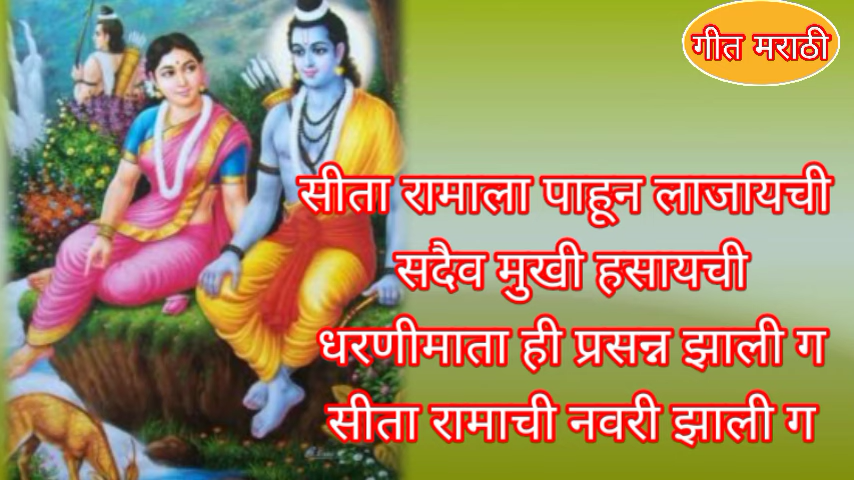 गीत मराठी
सीता रामाला पाहून लाजायची
सदैव मुखी हसायची
धरणीमाता ही प्रसन्न झाली ग
सीता रामाची नवरी झाली ग